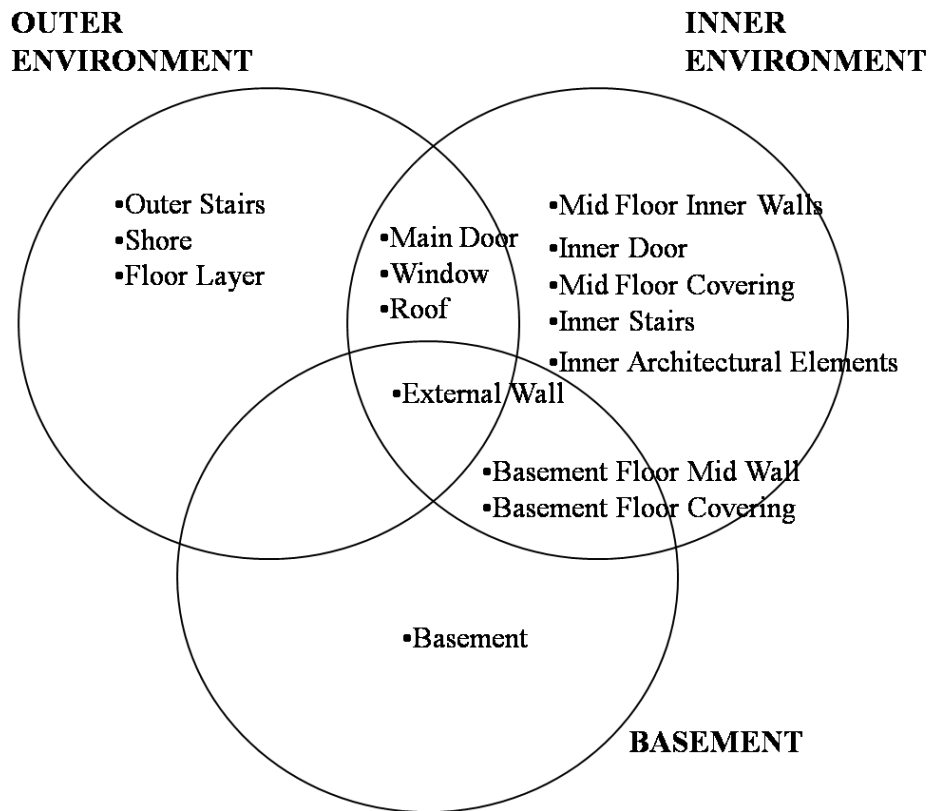 OUTER
ENVIRONMENT
INNER
ENVIRONMENT
▪Outer Stairs
▪Shore
▪Floor Layer
▪Main Door
▪Window
▪Roof
▪Mid Floor Inner Walls
▪Inner Door
▪Mid Floor Covering
▪Inner Stairs
▪Inner Architectural Elements
▪External Wall
▪Basement Floor Mid Wall
▪Basement Floor Covering
▪Basement
BASEMENT